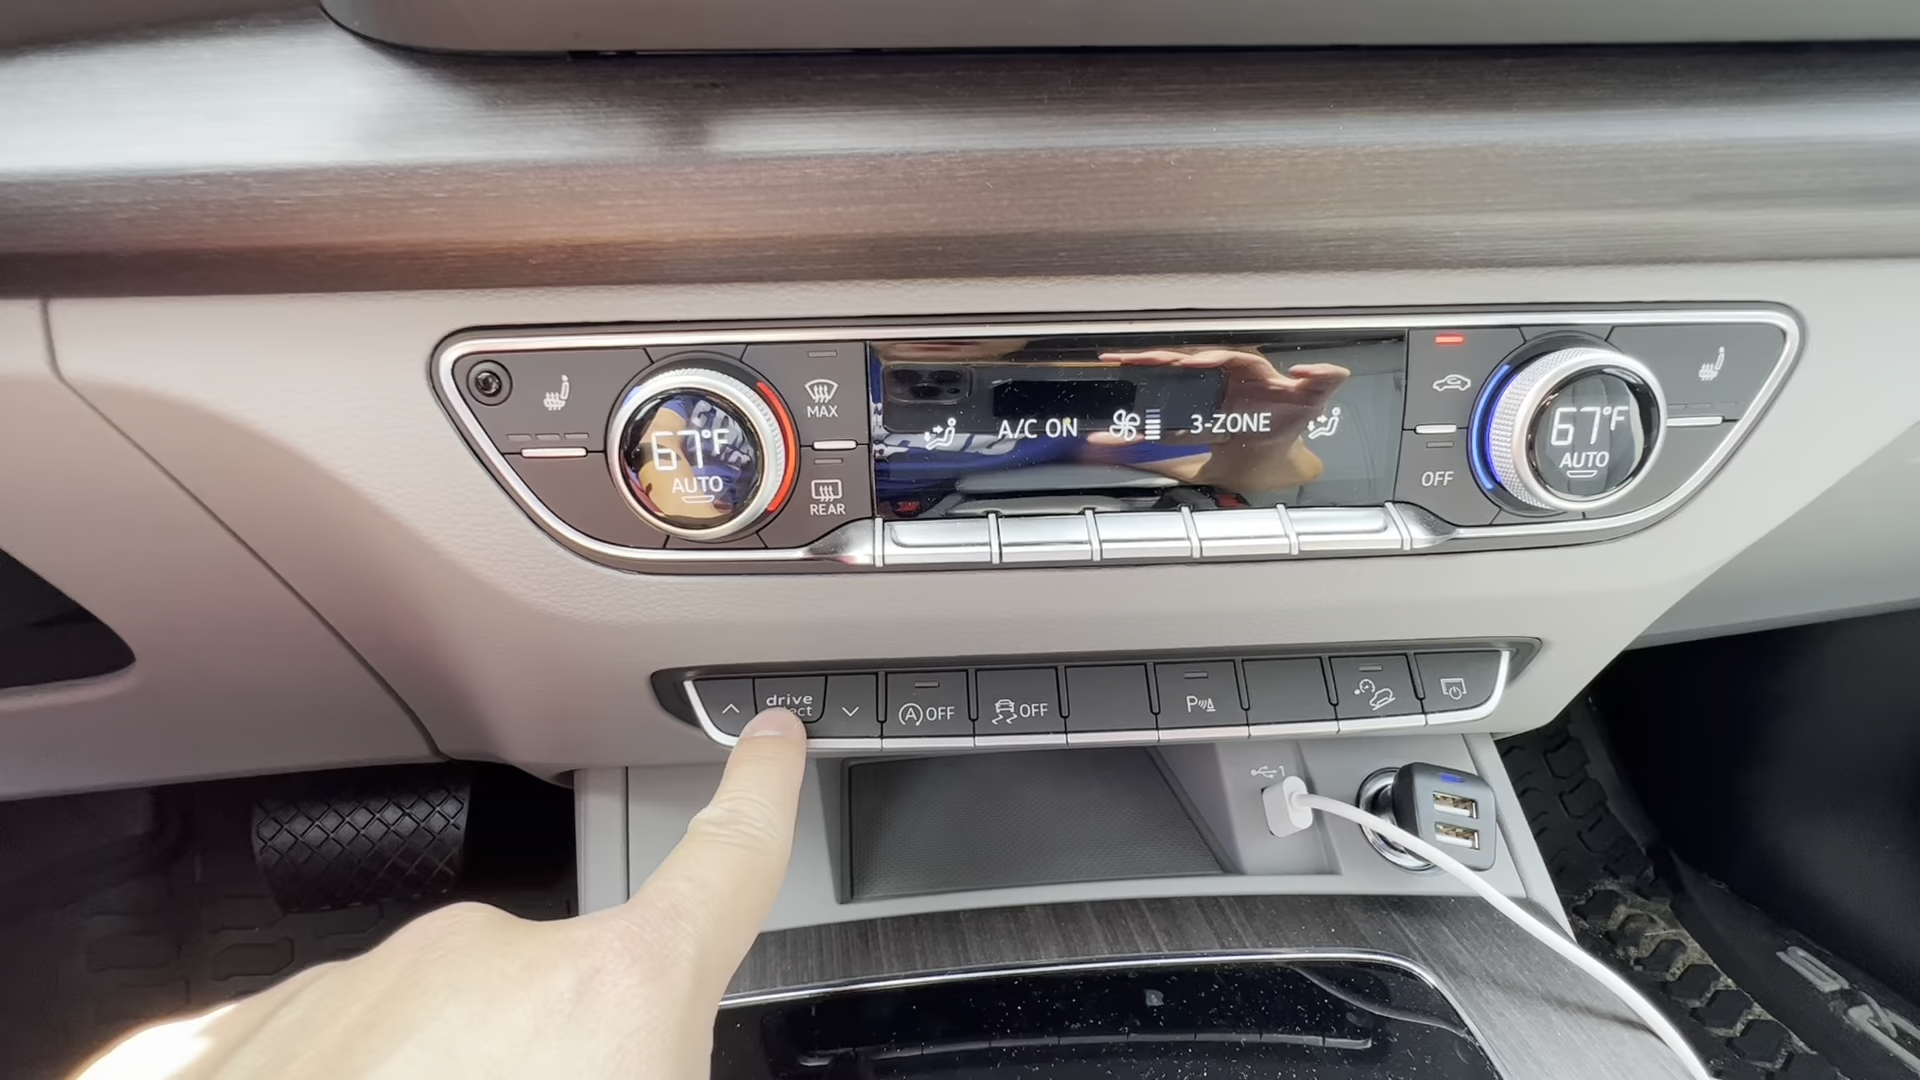 67°F
AUTO
MAX
REAR
A/C ON
3-ZONE
OFF
67°F
AUTO
drive
A OFF
OFF
P
1